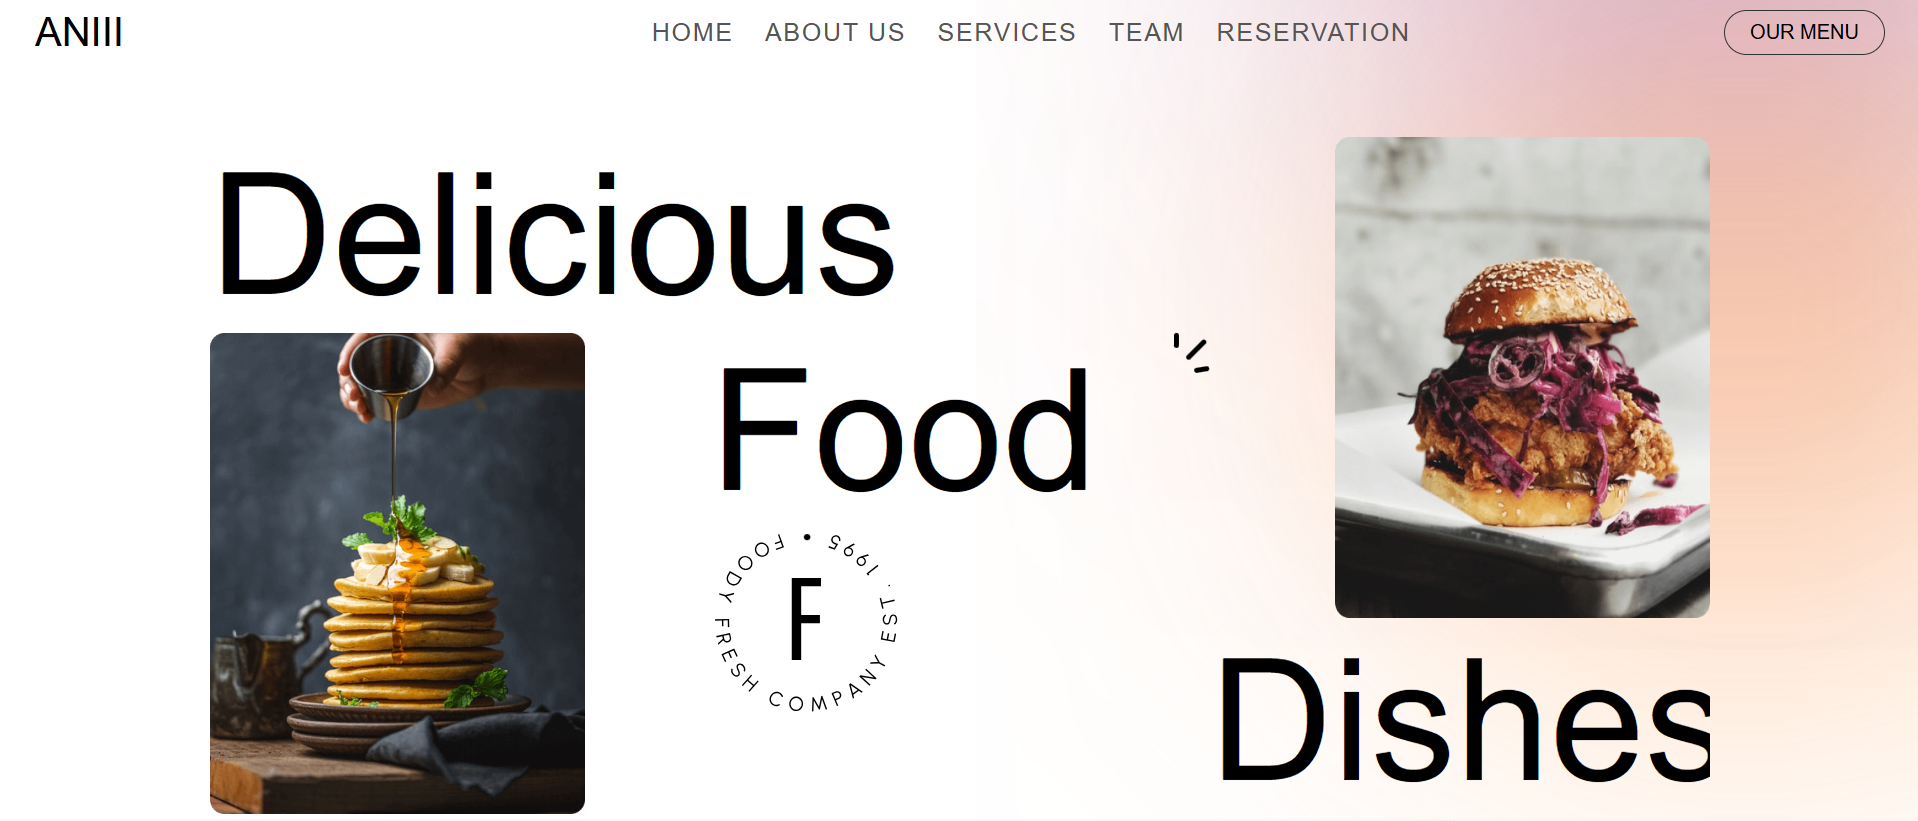 ANIII
HOME ABOUT US SERVICES TEAM RESERVATION
OUR MENU
Delicious
Food
FOODY FRESH COMPANY EST. 1995 •
F
Dishes